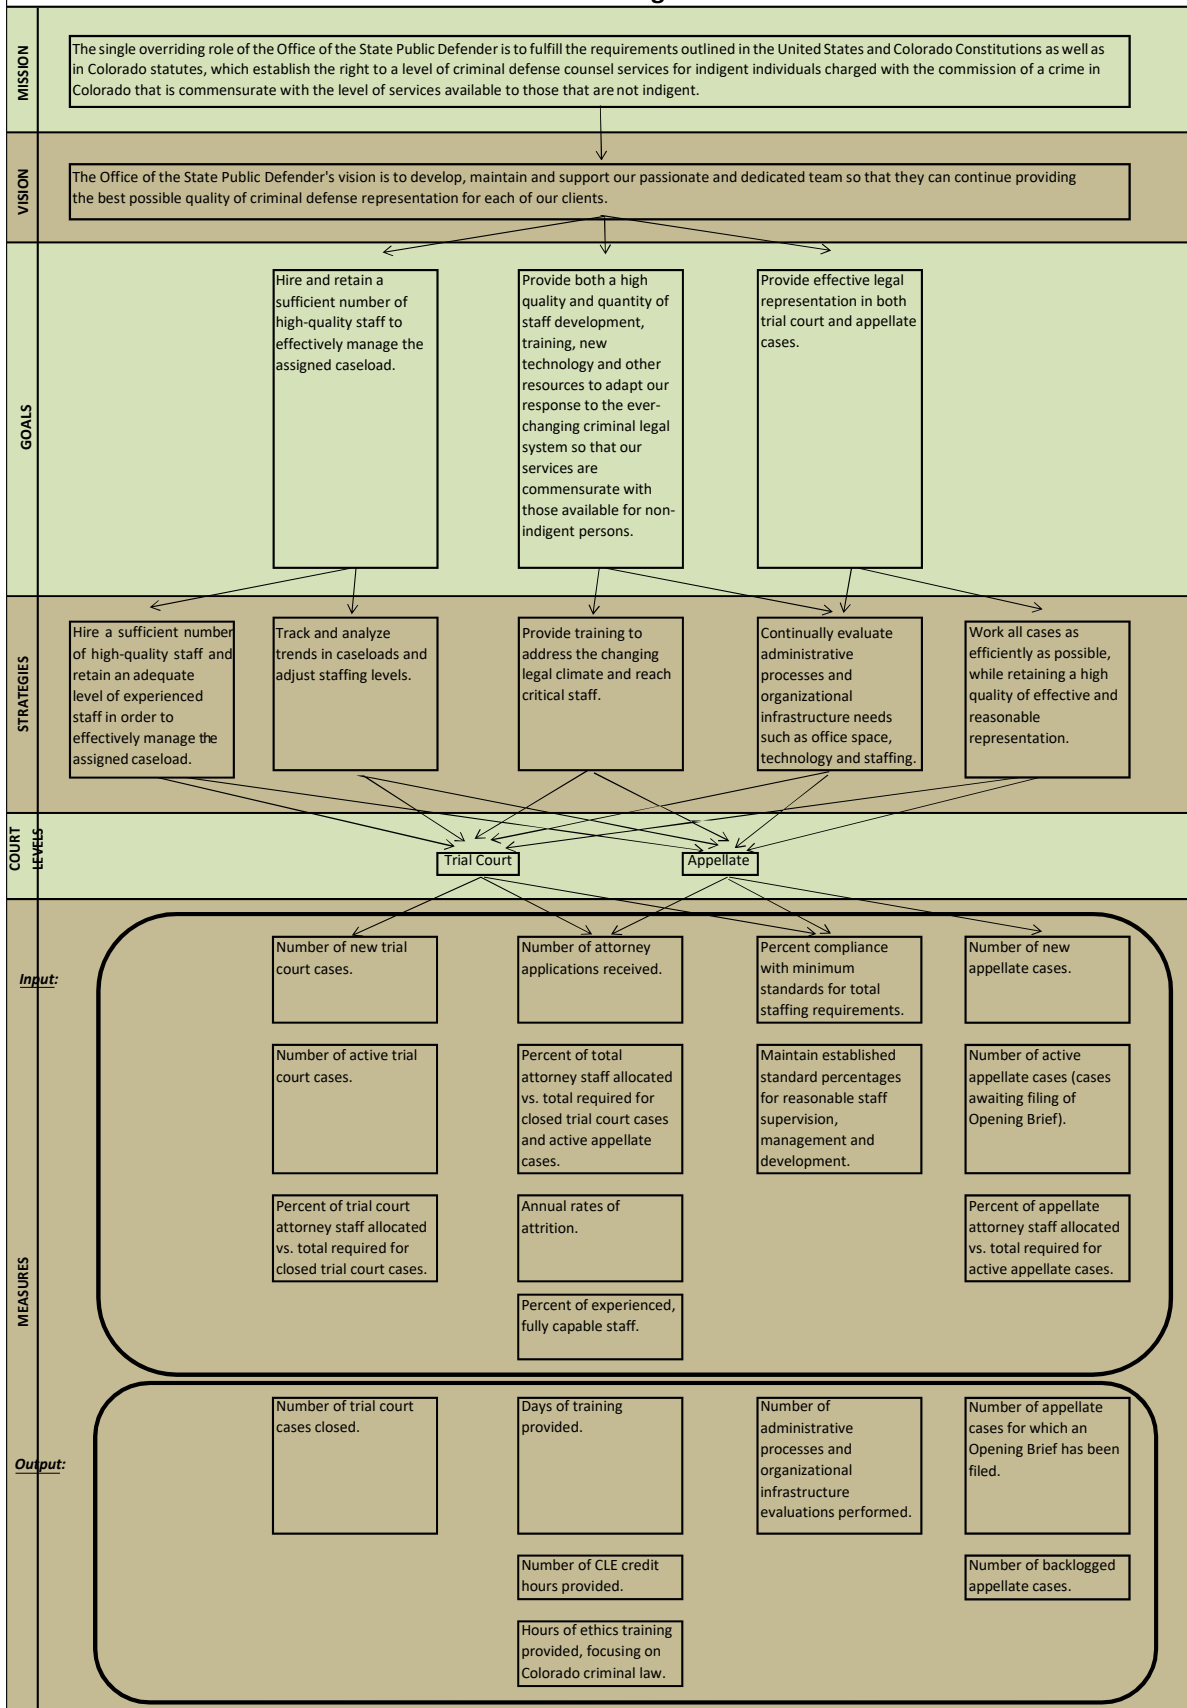 MISSION
The single overriding role of the Office of the State Public Defender is to fulfill the requirements outlined in the United States and Colorado Constitutions as well as
in Colorado statutes, which establish the right to a level of criminal defense counsel services for indigent individuals charged with the commission of a crime in
Colorado that is commensurate with the level of services available to those that are not indigent.
VISION
The Office of the State Public Defender's vision is to develop, maintain and support our passionate and dedicated team so that they can continue providing
the best possible quality of criminal defense representation for each of our clients.
GOALS
Hire and retain a
sufficient number of
high-quality staff to
effectively manage the
assigned caseload.
Provide both a high
quality and quantity of
staff development,
training, new
technology and other
resources to adapt our
response to the ever-
changing criminal legal
system so that our
services are
commensurate with
those available for non-
indigent persons.
Provide effective legal
representation in both
trial court and appellate
cases.
STRATEGIES
Hire a sufficient number
of high-quality staff and
retain an adequate
level of experienced
staff in order to
effectively manage the
assigned caseload.
Track and analyze
trends in caseloads and
adjust staffing levels.
Provide training to
address the changing
legal climate and reach
critical staff.
Continually evaluate
administrative
processes and
organizational
infrastructure needs
such as office space,
technology and staffing.
Work all cases as
efficiently as possible,
while retaining a high
quality of effective and
reasonable
representation.
COURT
LEVELS
Trial Court
Appellate
MEASURES
Input:
Number of new trial
court cases.
Number of attorney
applications received.
Percent compliance
with minimum
standards for total
staffing requirements.
Number of new
appellate cases.
Number of active trial
court cases.
Percent of total
attorney staff allocated
vs. total required for
closed trial court cases
and active appellate
cases.
Maintain established
standard percentages
for reasonable staff
supervision,
management and
development.
Number of active
appellate cases (cases
awaiting filing of
Opening Brief).
Percent of trial court
attorney staff allocated
vs. total required for
closed trial court cases.
Annual rates of
attrition.
Percent of appellate
attorney staff allocated
vs. total required for
active appellate cases.
Percent of experienced,
fully capable staff.
Output:
Number of trial court
cases closed.
Days of training
provided.
Number of
administrative
processes and
organizational
infrastructure
evaluations performed.
Number of appellate
cases for which an
Opening Brief has been
filed.
Number of CLE credit
hours provided.
Number of backlogged
appellate cases.
Hours of ethics training
provided, focusing on
Colorado criminal law.